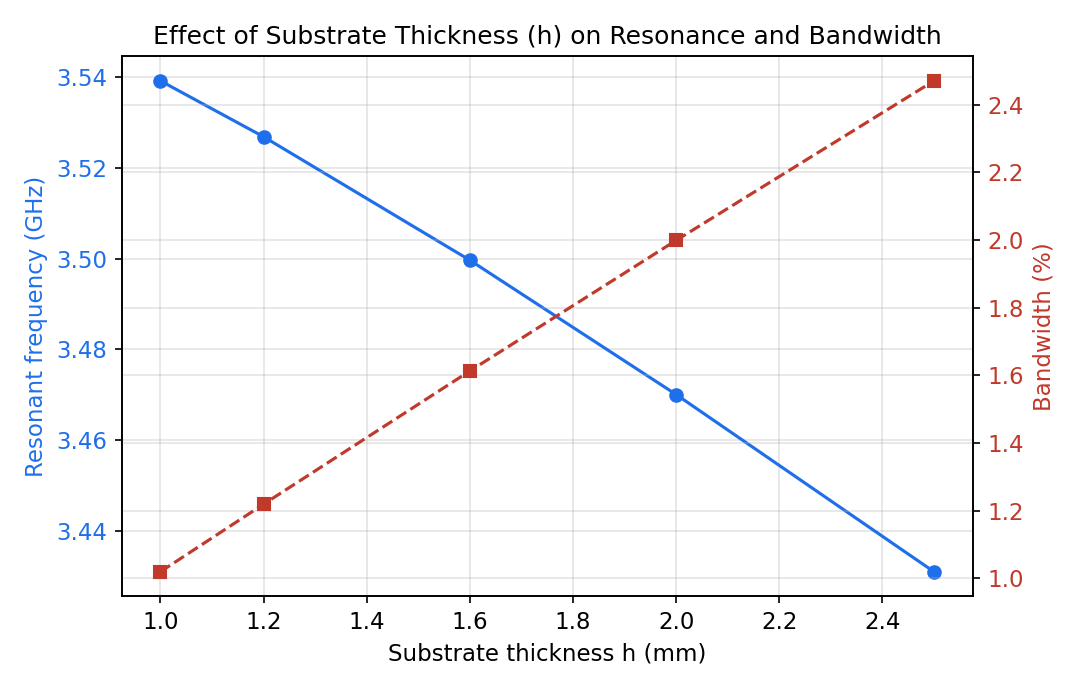 Effect of Substrate Thickness (h) on Resonance and Bandwidth
Resonant frequency (GHz)
3.54
3.52
3.50
3.48
3.46
3.44
2.4
2.2
2.0
1.8
1.6
1.4
1.2
1.0
Bandwidth (%)
1.0 1.2 1.4 1.6 1.8 2.0 2.2 2.4
Substrate thickness h (mm)